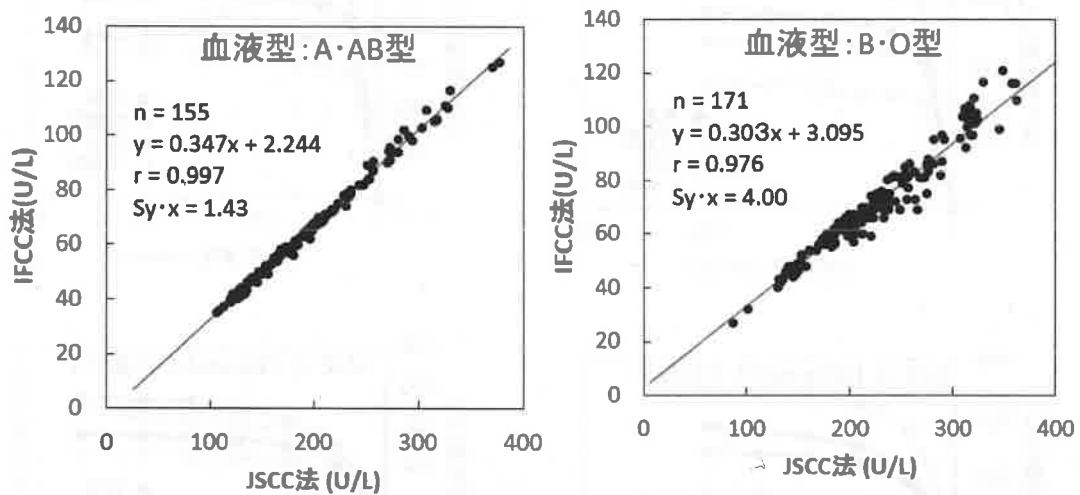 血液型:A・AB型
n = 155
y = 0.347x + 2.244
r = 0.997
Sy・x = 1.43
IFCC法(U/L)
140
120
100
80
60
40
20
0
0 100 200 300 400
JSCC法 (U/L)
血液型:B・O型
n = 171
y = 0.303x + 3.095
r = 0.976
Sy・x = 4.00
IFCC法(U/L)
140
120
100
80
60
40
20
0
0 100 200 300 400
JSCC法 (U/L)